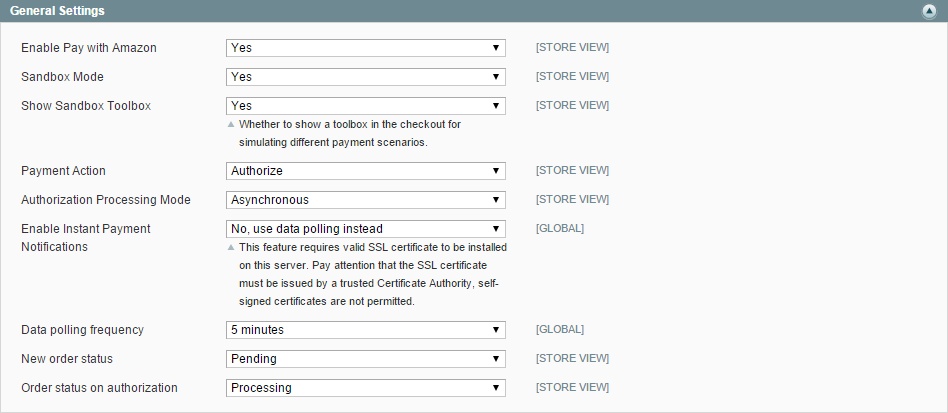 General Settings
Enable Pay with Amazon Yes [STORE VIEW]
Sandbox Mode Yes [STORE VIEW]
Show Sandbox Toolbox Yes [STORE VIEW]
Whether to show a toolbox in the checkout for
simulating different payment scenarios.
Payment Action Authorize [STORE VIEW]
Authorization Processing Mode Asynchronous [STORE VIEW]
Enable Instant Payment No, use data polling instead [GLOBAL]
Notifications
This feature requires valid SSL certificate to be installed
on this server. Pay attention that the SSL certificate
must be issued by a trusted Certificate Authority, self-
signed certificates are not permitted.
Data polling frequency 5 minutes [GLOBAL]
New order status Pending [STORE VIEW]
Order status on authorization Processing [STORE VIEW]